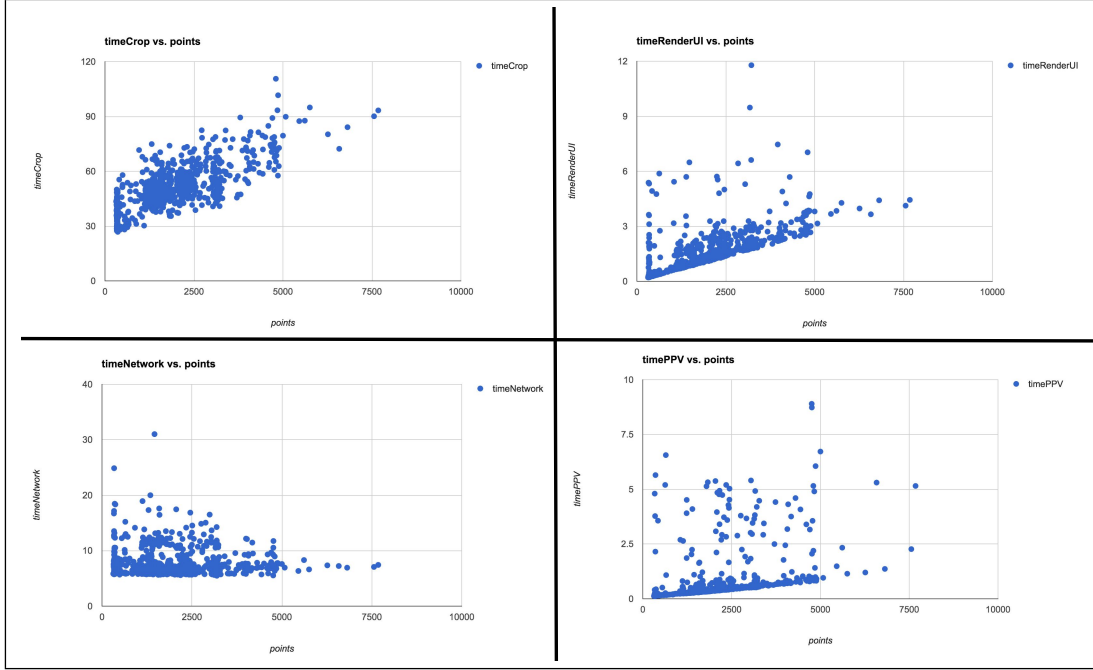 timeCrop vs. points
120
90
60
30
0
timeCrop
0 2500 5000 7500 10000
points
timeCrop
timeRenderUI vs. points
12
9
6
3
0
timeRenderUI
0 2500 5000 7500 10000
points
timeRenderUI
timeNetwork vs. points
40
30
20
10
0
timeNetwork
0 2500 5000 7500 10000
points
timeNetwork
timePPV vs. points
10
7.5
5
2.5
0
timePPV
0 2500 5000 7500 10000
points
timePPV